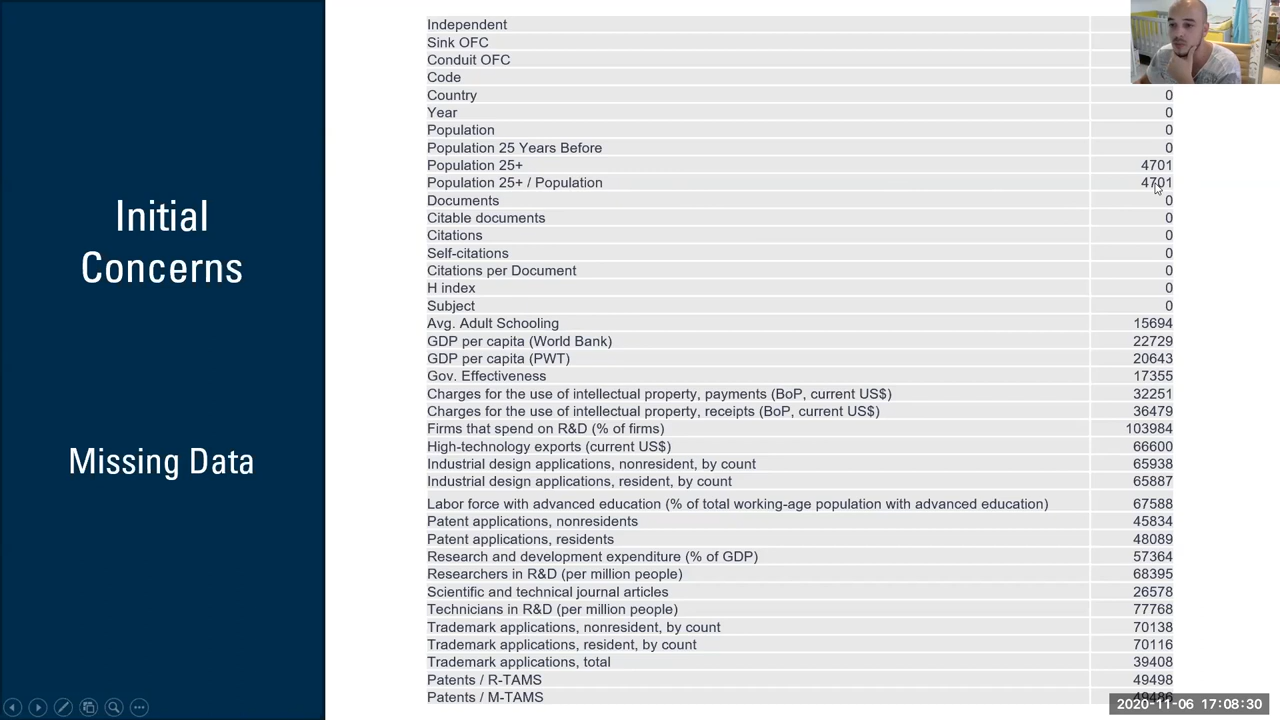 Initial
Concerns
Missing Data
Independent
Sink OFC
Conduit OFC
Code
Country 0
Year 0
Population 0
Population 25 Years Before 0
Population 25+ 4701
Population 25+ / Population 4701
Documents 0
Citable documents 0
Citations 0
Self-citations 0
Citations per Document 0
H index 0
Subject 0
Avg. Adult Schooling 15694
GDP per capita (World Bank) 22729
GDP per capita (PWT) 20643
Gov. Effectiveness 17355
Charges for the use of intellectual property, payments (BoP, current US$) 32251
Charges for the use of intellectual property, receipts (BoP, current US$) 36479
Firms that spend on R&D (% of firms) 103984
High-technology exports (current US$) 66600
Industrial design applications, nonresident, by count 65938
Industrial design applications, resident, by count 65887
Labor force with advanced education (% of total working-age population with advanced education) 67588
Patent applications, nonresidents 45834
Patent applications, residents 48089
Research and development expenditure (% of GDP) 57364
Researchers in R&D (per million people) 68395
Scientific and technical journal articles 26578
Technicians in R&D (per million people) 77768
Trademark applications, nonresident, by count 70138
Trademark applications, resident, by count 70116
Trademark applications, total 39408
Patents / R-TAMS 49498
Patents / M-TAMS 49486
2020-11-06 17:08:30